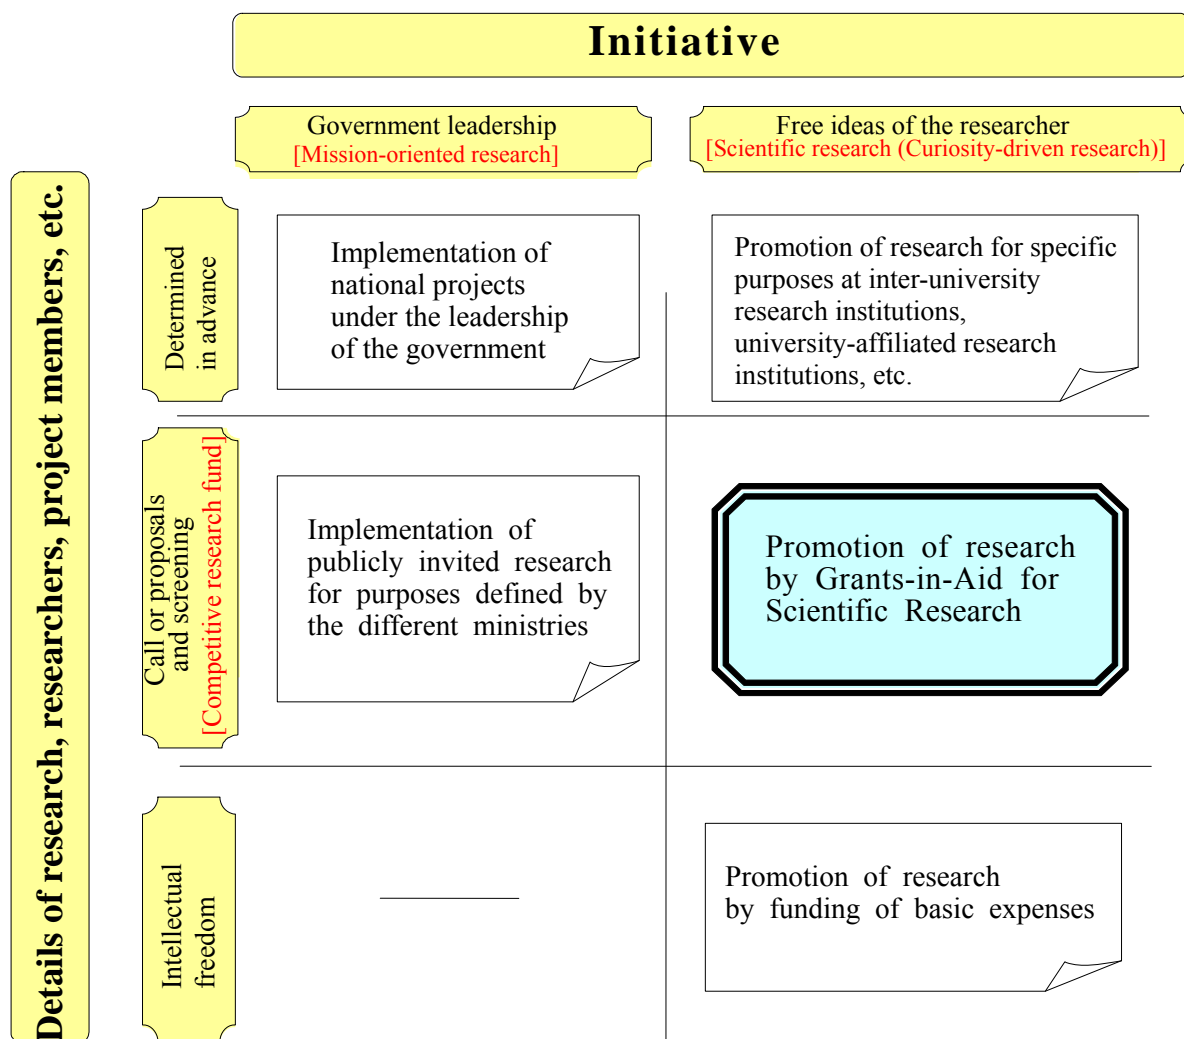 Initiative
Government leadership
[Mission-oriented research]
Free ideas of the researcher
[Scientific research (Curiosity-driven research)]
Details of research, researchers, project members, etc.
Determined
in advance
Implementation of
national projects
under the leadership
of the government
Promotion of research for specific
purposes at inter-university
research institutions,
university-affiliated research
institutions, etc.
Call or proposals
and screening
[Competitive research fund]
Implementation of
publicly invited research
for purposes defined by
the different ministries
Promotion of research
by Grants-in-Aid for
Scientific Research
Intellectual
freedom
Promotion of research
by funding of basic expenses